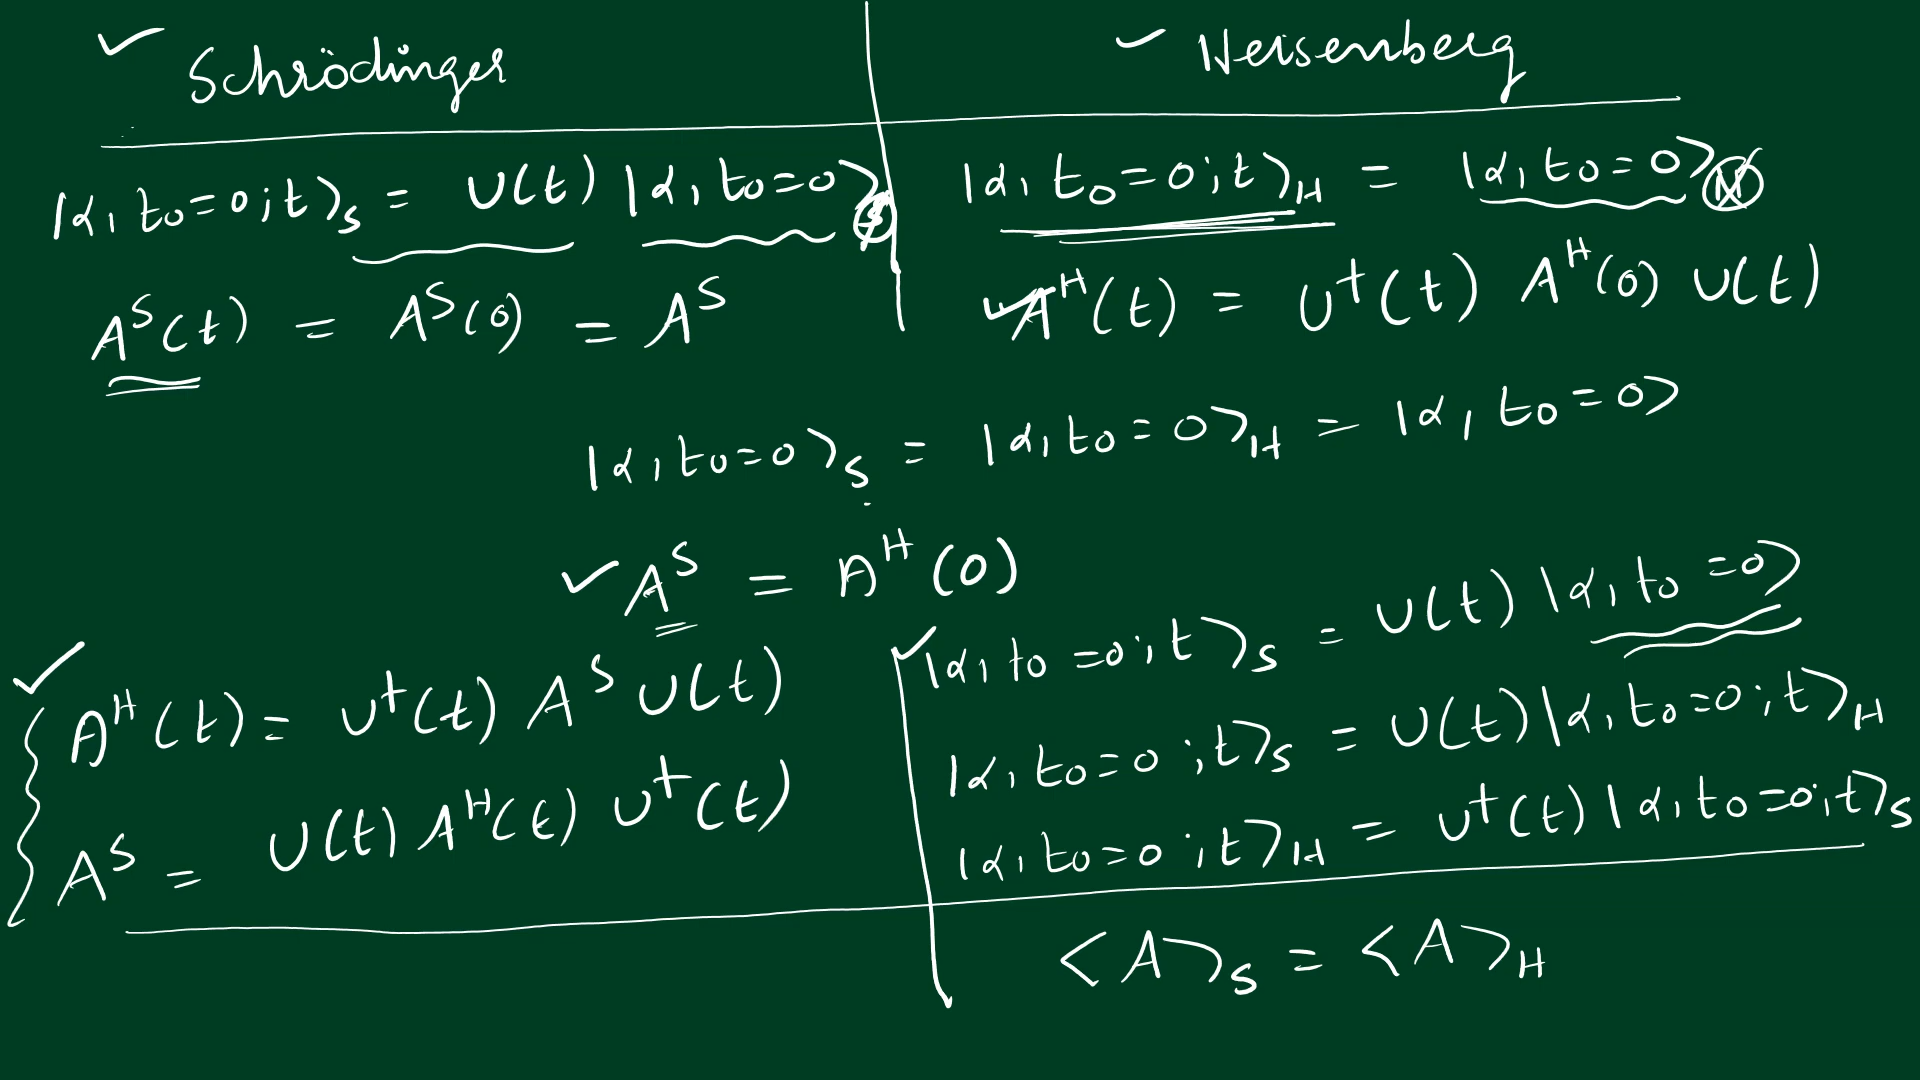 Schrödinger
Heisenberg
|α, t₀=0;t⟩_S = U(t) |α, t₀=0⟩
|α, t₀=0;t⟩_H = |α, t₀=0⟩
A^S(t) = A^S(0) = A^S
A^H(t) = U†(t) A^H(0) U(t)
|α, t₀=0⟩_S = |α, t₀=0⟩_H = |α, t₀=0⟩
A^S = A^H(0)
A^H(t) = U†(t) A^S U(t)
A^S = U(t) A^H(t) U†(t)
|α, t₀=0;t⟩_S = U(t) |α, t₀=0⟩
|α, t₀=0;t⟩_S = U(t) |α, t₀=0;t⟩_H
|α, t₀=0;t⟩_H = U†(t) |α, t₀=0;t⟩_S
<A>_S = <A>_H